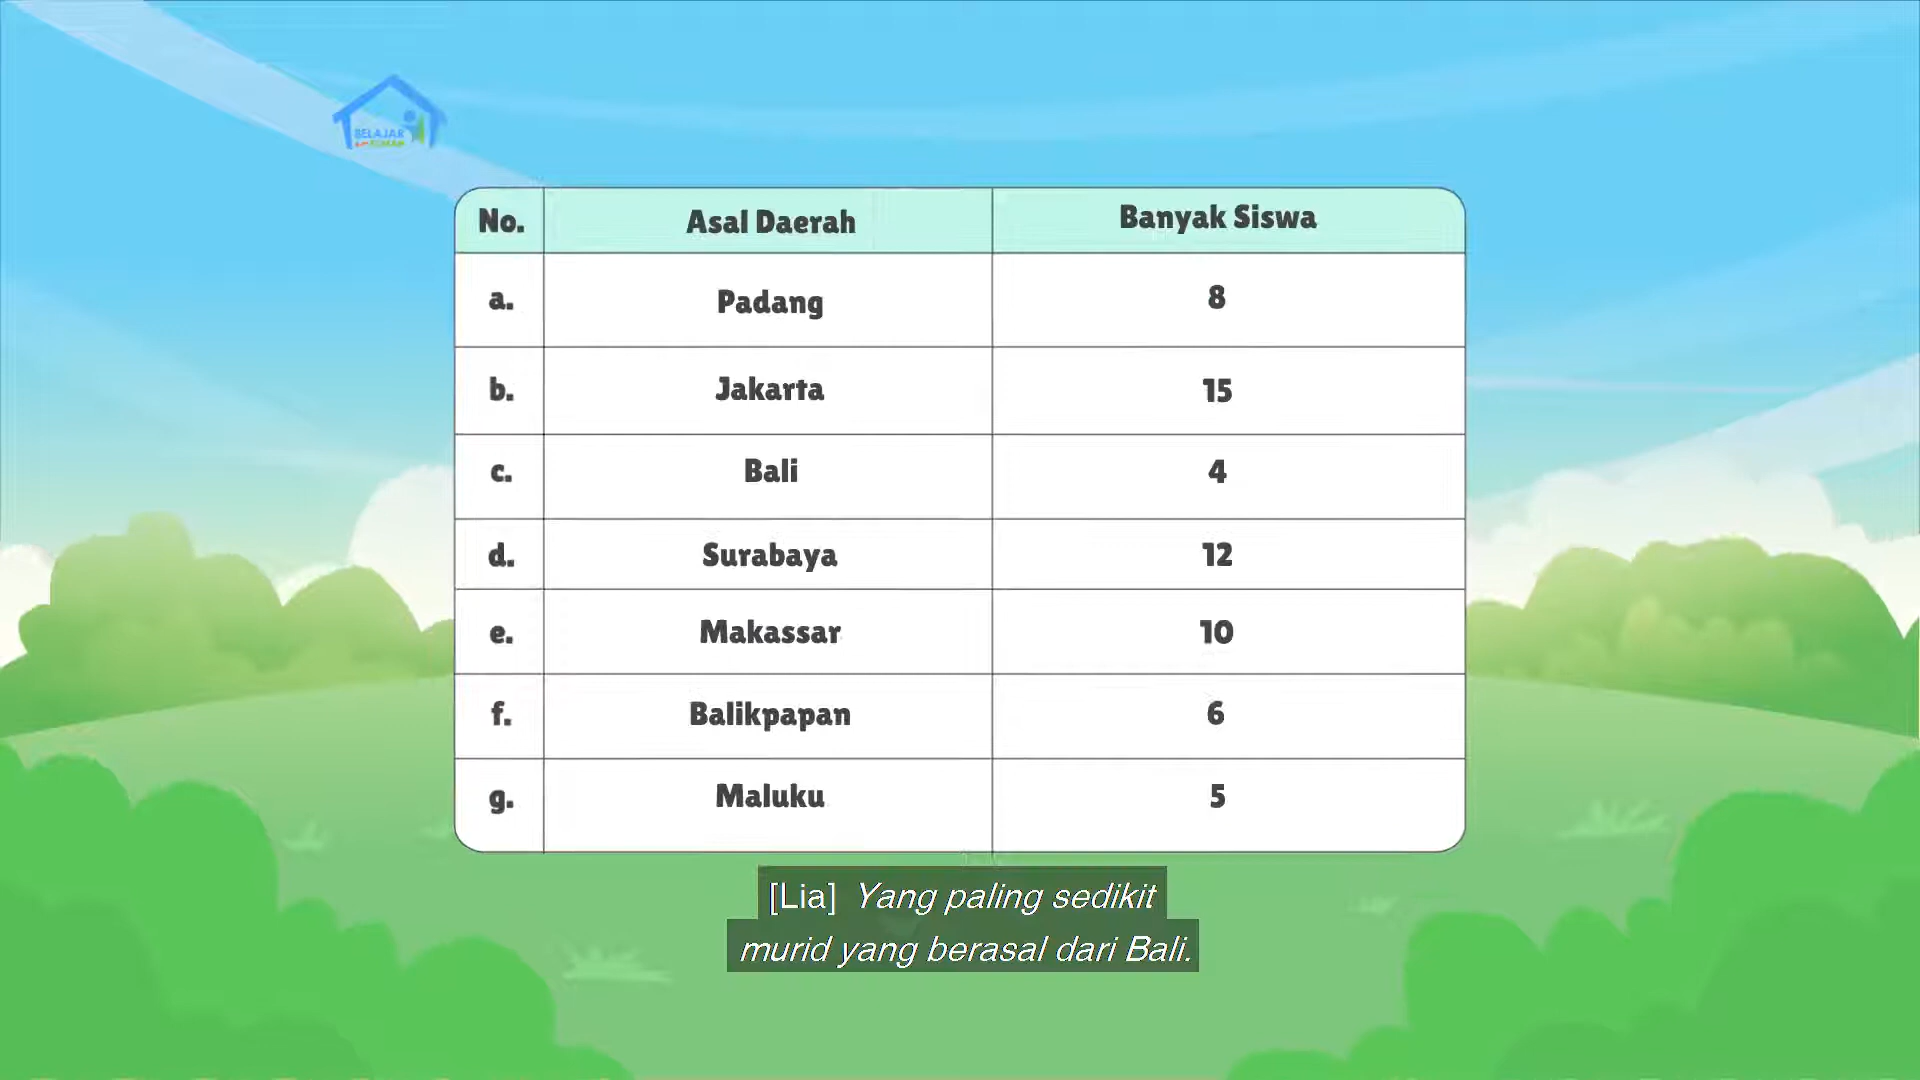 BELAJAR
No. Asal Daerah Banyak Siswa
a. Padang 8
b. Jakarta 15
c. Bali 4
d. Surabaya 12
e. Makassar 10
f. Balikpapan 6
g. Maluku 5
[Lia] Yang paling sedikit
murid yang berasal dari Bali.